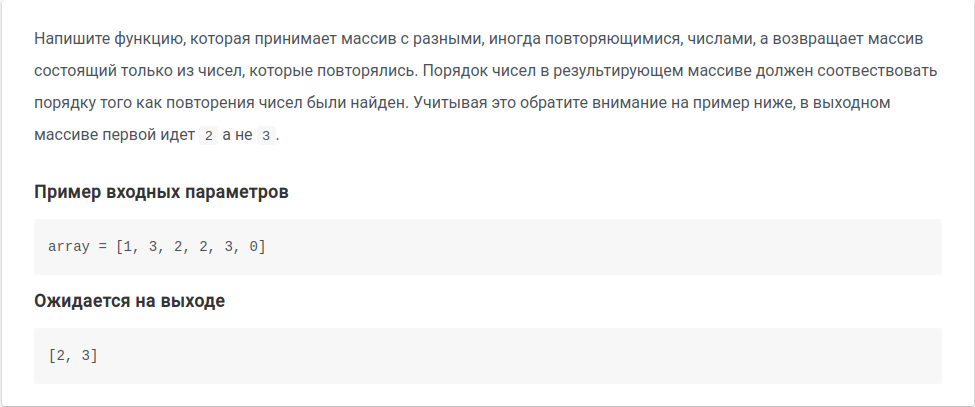 Напишите функцию, которая принимает массив с разными, иногда повторяющимися, числами, а возвращает массив
состоящий только из чисел, которые повторялись. Порядок чисел в результирующем массиве должен соотвествовать
порядку того как повторения чисел были найден. Учитывая это обратите внимание на пример ниже, в выходном
массиве первой идет 2 а не 3.
Пример входных параметров
array = [1, 3, 2, 2, 3, 0]
Ожидается на выходе
[2, 3]